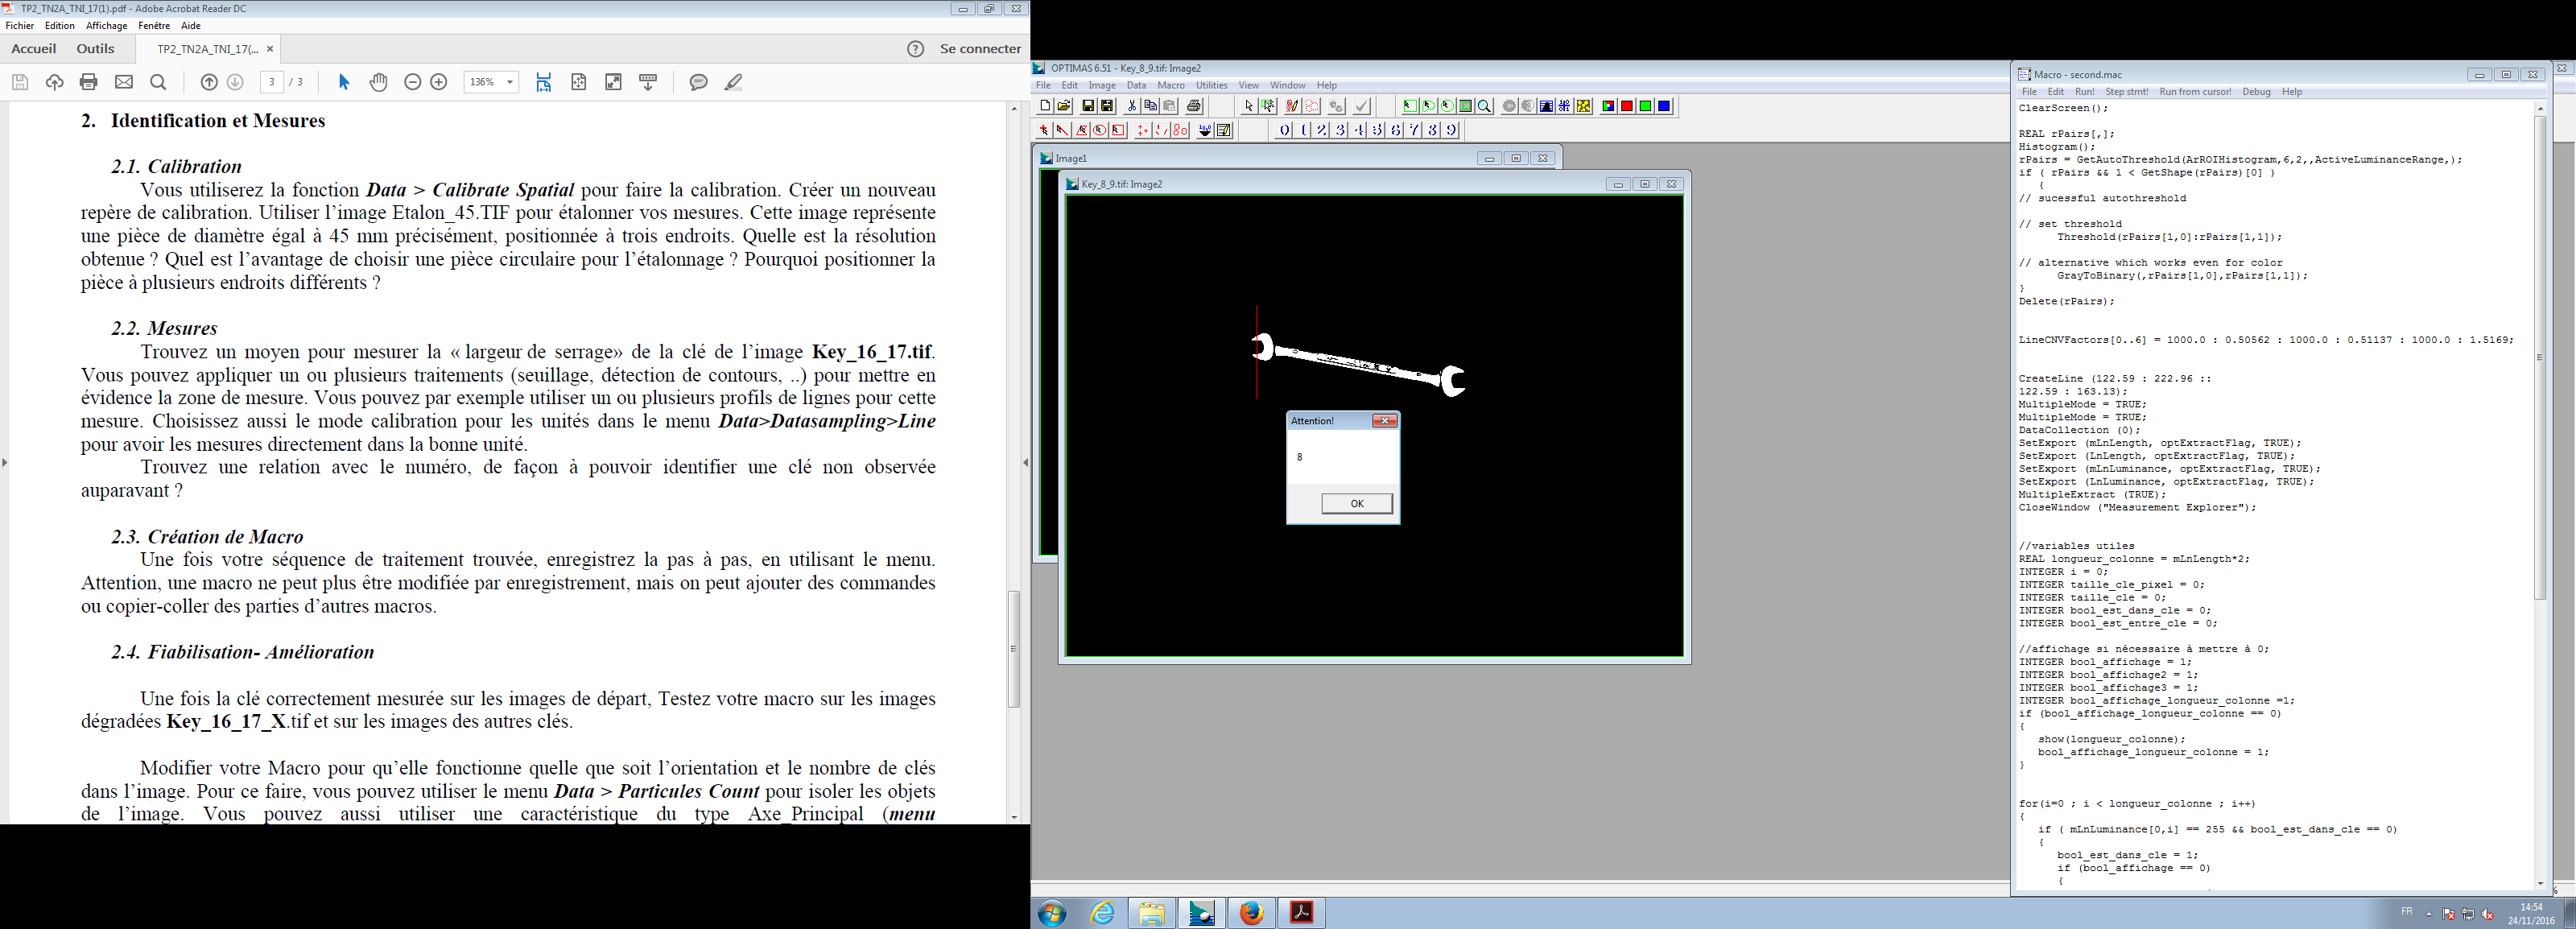 TP2_TN2A_TNI_17(1).pdf - Adobe Acrobat Reader DC
Fichier Edition Affichage Fenêtre Aide
Accueil Outils TP2_TN2A_TNI_17(... × Se connecter
3 / 3 136%
2. Identification et Mesures
2.1. Calibration
Vous utiliserez la fonction Data > Calibrate Spatial pour faire la calibration. Créer un nouveau
repère de calibration. Utiliser l’image Etalon_45.TIF pour étalonner vos mesures. Cette image représente
une pièce de diamètre égal à 45 mm précisément, positionnée à trois endroits. Quelle est la résolution
obtenue ? Quel est l’avantage de choisir une pièce circulaire pour l’étalonnage ? Pourquoi positionner la
pièce à plusieurs endroits différents ?
2.2. Mesures
Trouvez un moyen pour mesurer la « largeur de serrage» de la clé de l’image Key_16_17.tif.
Vous pouvez appliquer un ou plusieurs traitements (seuillage, détection de contours, ..) pour mettre en
évidence la zone de mesure. Vous pouvez par exemple utiliser un ou plusieurs profils de lignes pour cette
mesure. Choisissez aussi le mode calibration pour les unités dans le menu Data>Datasampling>Line
pour avoir les mesures directement dans la bonne unité.
Trouvez une relation avec le numéro, de façon à pouvoir identifier une clé non observée
auparavant ?
2.3. Création de Macro
Une fois votre séquence de traitement trouvée, enregistrez la pas à pas, en utilisant le menu.
Attention, une macro ne peut plus être modifiée par enregistrement, mais on peut ajouter des commandes
ou copier-coller des parties d’autres macros.
2.4. Fiabilisation- Amélioration
Une fois la clé correctement mesurée sur les images de départ, Testez votre macro sur les images
dégradées Key_16_17_X.tif et sur les images des autres clés.
Modifier votre Macro pour qu’elle fonctionne quelle que soit l’orientation et le nombre de clés
dans l’image. Pour ce faire, vous pouvez utiliser le menu Data > Particules Count pour isoler les objets
de l’image. Vous pouvez aussi utiliser une caractéristique du type Axe_Principal (menu
OPTIMAS 6.51 - Key_8_9.tif: Image2
File Edit Image Data Macro Utilities View Window Help
0 1 2 3 4 5 6 7 8 9
Image1
Key_8_9.tif: Image2
Attention!
8
OK
Macro - second.mac
File Edit Run! Step stmt! Run from cursor! Debug Help
ClearScreen();
REAL rPairs[,];
Histogram();
rPairs = GetAutoThreshold(ArROIHistogram,6,2,,ActiveLuminanceRange,);
if ( rPairs && 1 < GetShape(rPairs)[0] )
{
// sucessful autothreshold
// set threshold
Threshold(rPairs[1,0]:rPairs[1,1]);
// alternative which works even for color
GrayToBinary(,rPairs[1,0],rPairs[1,1]);
}
Delete(rPairs);
LineCNVFactors[0..6] = 1000.0 : 0.50562 : 1000.0 : 0.51137 : 1000.0 : 1.5169;
CreateLine (122.59 : 222.96 ::
122.59 : 163.13);
MultipleMode = TRUE;
MultipleMode = TRUE;
DataCollection (0);
SetExport (mLnLength, optExtractFlag, TRUE);
SetExport (LnLength, optExtractFlag, TRUE);
SetExport (mLnLuminance, optExtractFlag, TRUE);
SetExport (LnLuminance, optExtractFlag, TRUE);
MultipleExtract (TRUE);
CloseWindow ("Measurement Explorer");
//variables utiles
REAL longueur_colonne = mLnLength*2;
INTEGER i = 0;
INTEGER taille_cle_pixel = 0;
INTEGER taille_cle = 0;
INTEGER bool_est_dans_cle = 0;
INTEGER bool_est_entre_cle = 0;
//affichage si nécessaire à mettre à 0;
INTEGER bool_affichage = 1;
INTEGER bool_affichage2 = 1;
INTEGER bool_affichage3 = 1;
INTEGER bool_affichage_longueur_colonne =1;
if (bool_affichage_longueur_colonne == 0)
{
show(longueur_colonne);
bool_affichage_longueur_colonne = 1;
}
for(i=0 ; i < longueur_colonne ; i++)
{
if ( mLnLuminance[0,i] == 255 && bool_est_dans_cle == 0)
{
bool_est_dans_cle = 1;
if (bool_affichage == 0)
{
FR
14:54
24/11/2016